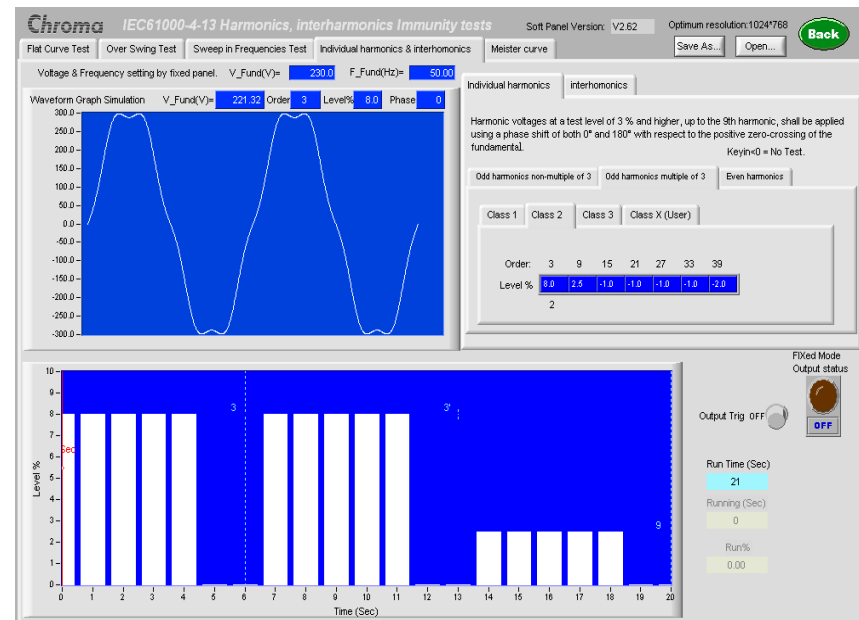 Chroma IEC61000-4-13 Harmonics, interharmonics Immunity tests Soft Panel Version: V2.62 Optimum resolution:1024*768
Save As... Open... Back
Flat Curve Test Over Swing Test Sweep in Frequencies Test Individual harmonics & interhomonics Meister curve
Voltage & Frequency setting by fixed panel. V_Fund(V)= 230.0 F_Fund(Hz)= 50.00
Waveform Graph Simulation V_Fund(V)= 221.32 Order 3 Level% 8.0 Phase 0
300.0
250.0
200.0
150.0
100.0
50.0
0.0
-50.0
-100.0
-150.0
-200.0
-250.0
-300.0
Individual harmonics interhomonics
Harmonic voltages at a test level of 3 % and higher, up to the 9th harmonic, shall be applied
using a phase shift of both 0° and 180° with respect to the positive zero-crossing of the
fundamental.
Keyin<0 = No Test.
Odd harmonics non-multiple of 3 Odd harmonics multiple of 3 Even harmonics
Class 1 Class 2 Class 3 Class X (User)
Order: 3 9 15 21 27 33 39
Level % 8.0 2.5 -1.0 -1.0 -1.0 -1.0 -2.0
2
Level %
10
9
8
7
6
5
4
3
2
1
0
3 3' 9
Sec
0 1 2 3 4 5 6 7 8 9 10 11 12 13 14 15 16 17 18 19 20
Time (Sec)
FIXed Mode
Output status
OFF
Output Trig OFF
Run Time (Sec)
21
Running (Sec)
0
Run%
0.00